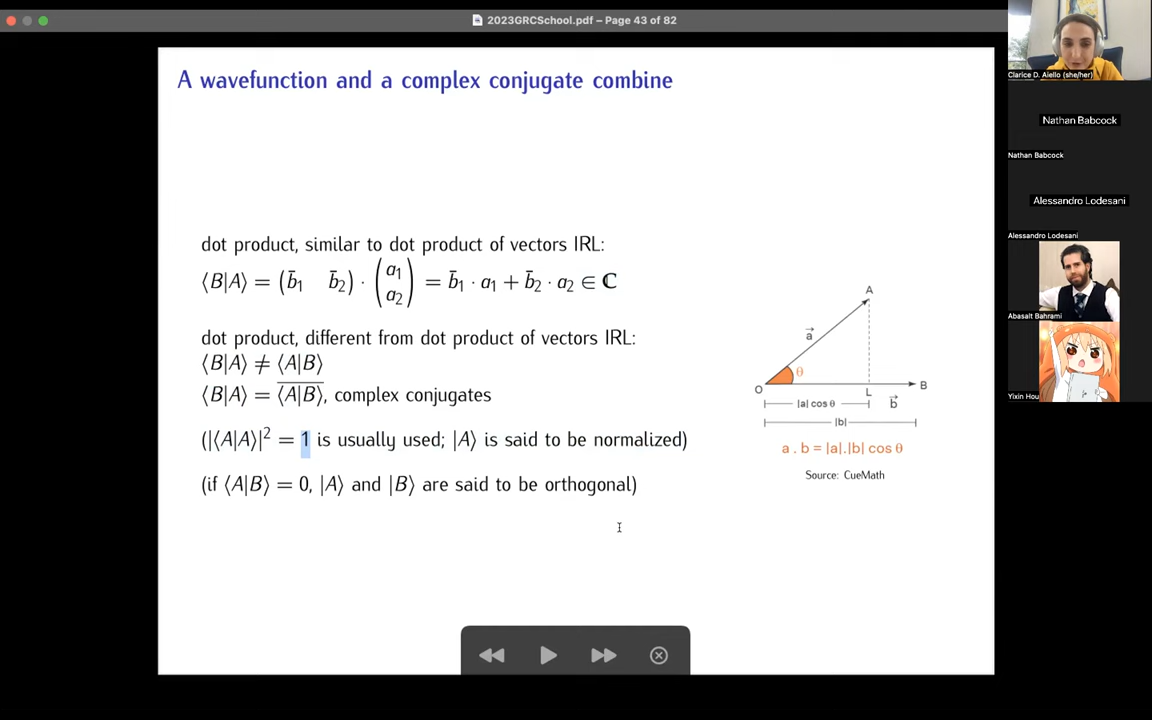 2023GRCSchool.pdf – Page 43 of 82
A wavefunction and a complex conjugate combine
dot product, similar to dot product of vectors IRL:
⟨B|A⟩ = (b̄₁ b̄₂) · (a₁ a₂) = b̄₁ · a₁ + b̄₂ · a₂ ∈ ℂ
dot product, different from dot product of vectors IRL:
⟨B|A⟩ ≠ ⟨A|B⟩
⟨B|A⟩ = \overline{⟨A|B⟩}, complex conjugates
(|⟨A|A⟩|² = 1 is usually used; |A⟩ is said to be normalized)
(if ⟨A|B⟩ = 0, |A⟩ and |B⟩ are said to be orthogonal)
A
a⃗
θ
O
L
B
|a| cos θ
b⃗
|b|
a . b = |a|.|b| cos θ
Source: CueMath
Clarice D. Aiello (she/her)
Nathan Babcock
Nathan Babcock
Alessandro Lodesani
Alessandro Lodesani
Abasalt Bahrami
Yixin Hou